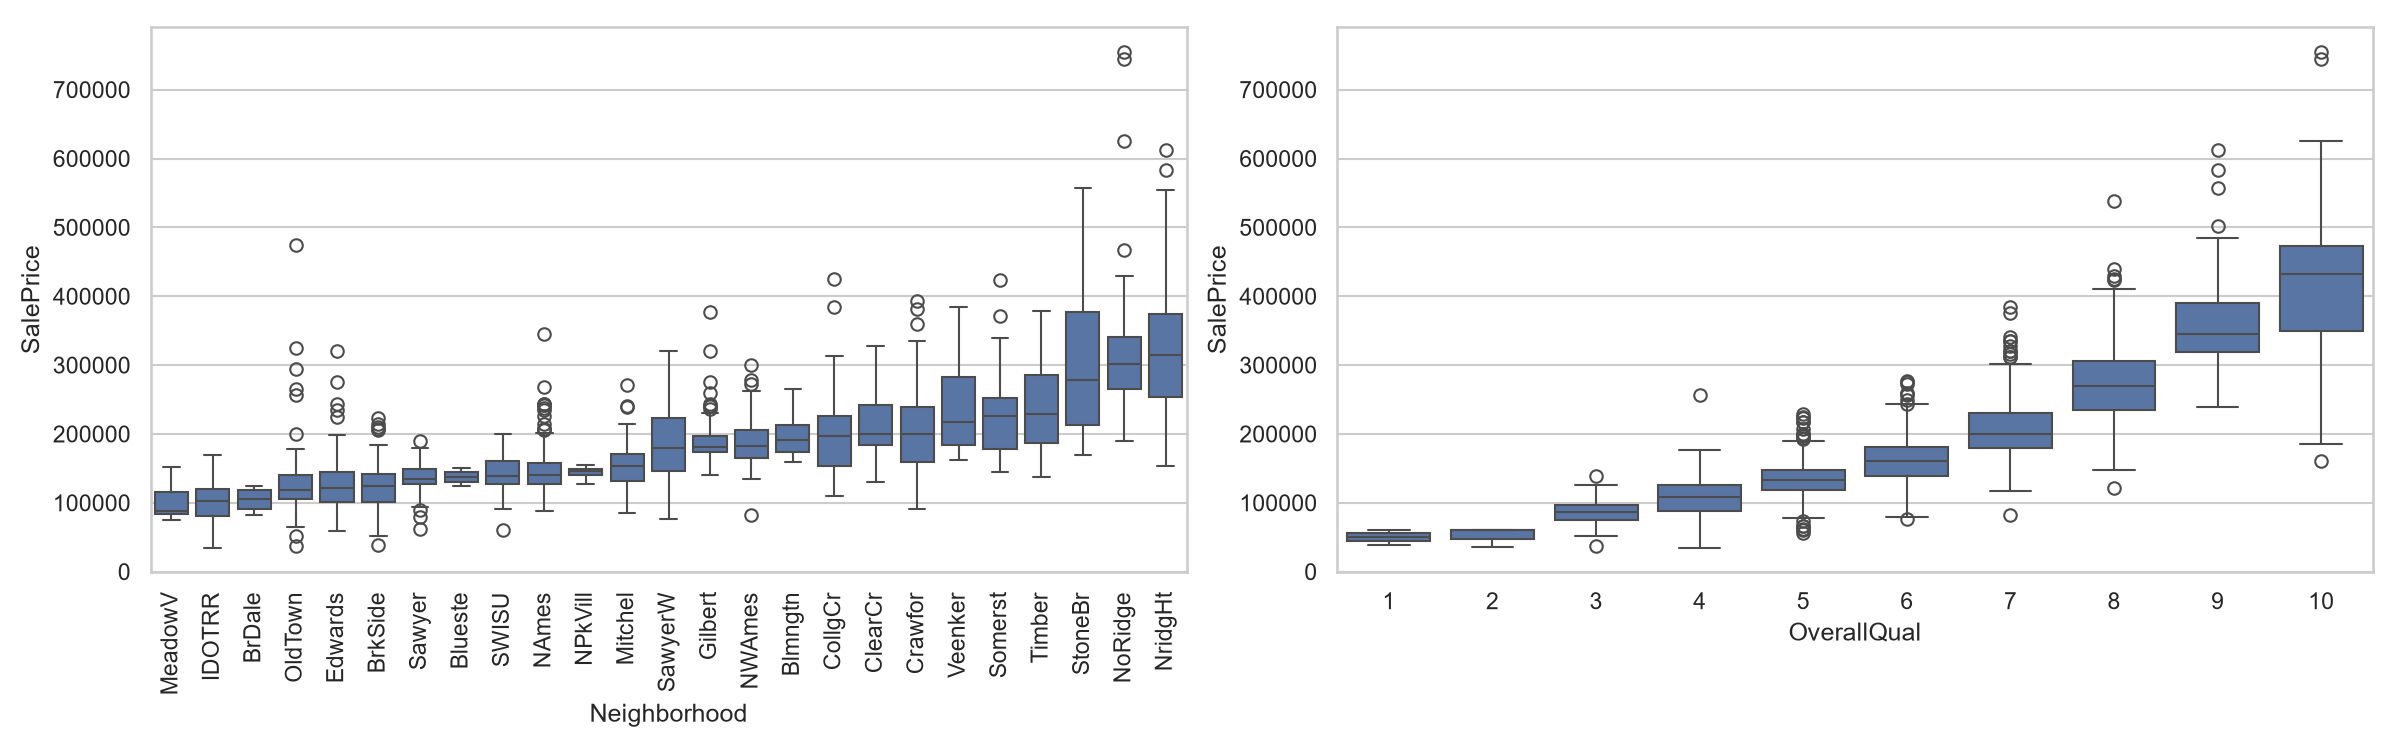 SalePrice
700000
600000
500000
400000
300000
200000
100000
0
MeadowV
IDOTRR
BrDale
OldTown
Edwards
BrkSide
Sawyer
Blueste
SWISU
NAmes
NPkVill
Mitchel
SawyerW
Gilbert
NWAmes
Blmngtn
CollgCr
ClearCr
Crawfor
Veenker
Somerst
Timber
StoneBr
NoRidge
NridgHt
Neighborhood
SalePrice
700000
600000
500000
400000
300000
200000
100000
0
1 2 3 4 5 6 7 8 9 10
OverallQual